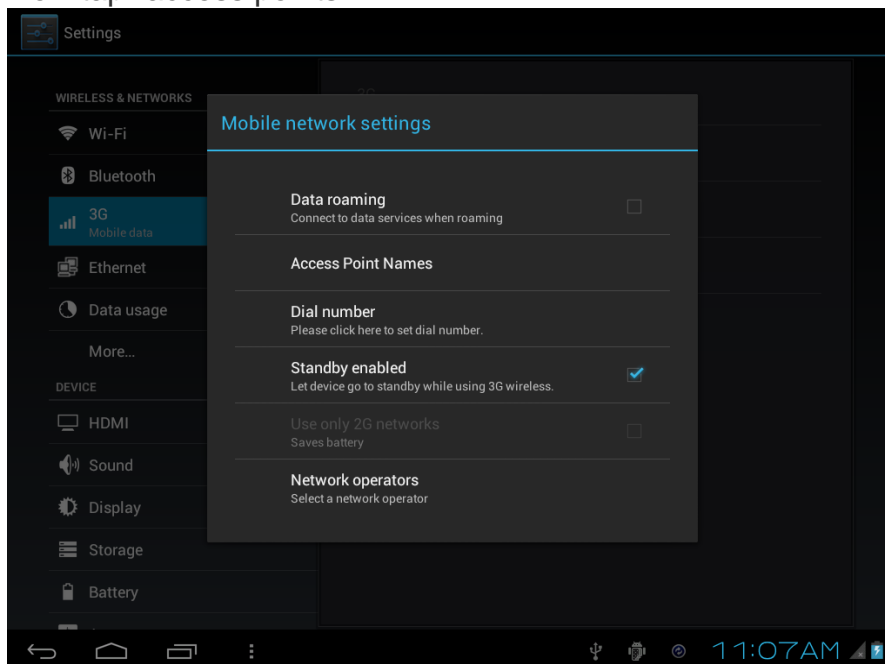 Settings
WIRELESS & NETWORKS
Wi-Fi
Bluetooth
3G
Mobile data
Ethernet
Data usage
More...
DEVICE
HDMI
Sound
Display
Storage
Battery
3G
Mobile network settings
Data roaming
Connect to data services when roaming
Access Point Names
Dial number
Please click here to set dial number.
Standby enabled
Let device go to standby while using 3G wireless.
Use only 2G networks
Saves battery
Network operators
Select a network operator
11:07AM